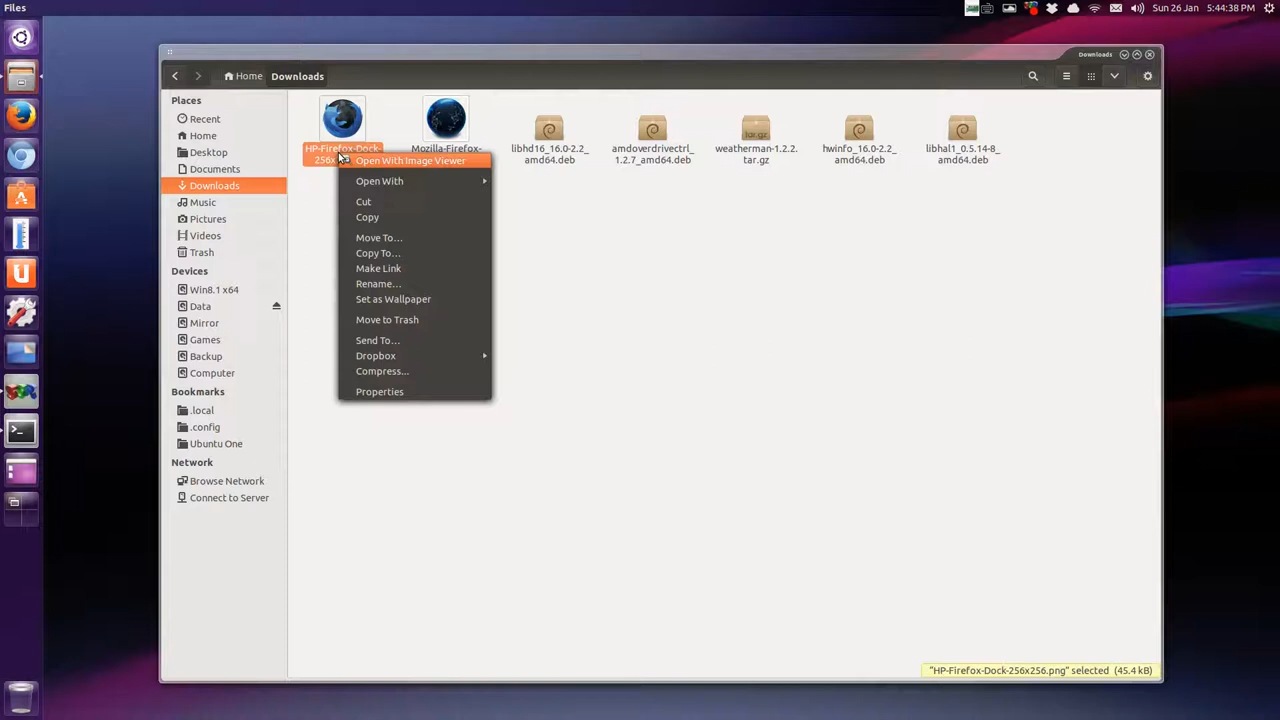 Files
Sun 26 Jan 5:44:38 PM
Downloads
Home Downloads
Places
Recent
Home
Desktop
Documents
Downloads
Music
Pictures
Videos
Trash
Devices
Win8.1 x64
Data
Mirror
Games
Backup
Computer
Bookmarks
.local
.config
Ubuntu One
Network
Browse Network
Connect to Server
HP-Firefox-Dock-
Mozilla-Firefox-
libhd16_16.0-2.2_
amd64.deb
amdoverdrivectrl_
1.2.7_amd64.deb
tar.gz
weatherman-1.2.2.
tar.gz
hwinfo_16.0-2.2_
amd64.deb
libhal1_0.5.14-8_
amd64.deb
Open With Image Viewer
Open With
Cut
Copy
Move To...
Copy To...
Make Link
Rename...
Set as Wallpaper
Move to Trash
Send To...
Dropbox
Compress...
Properties
"HP-Firefox-Dock-256x256.png" selected (45.4 kB)